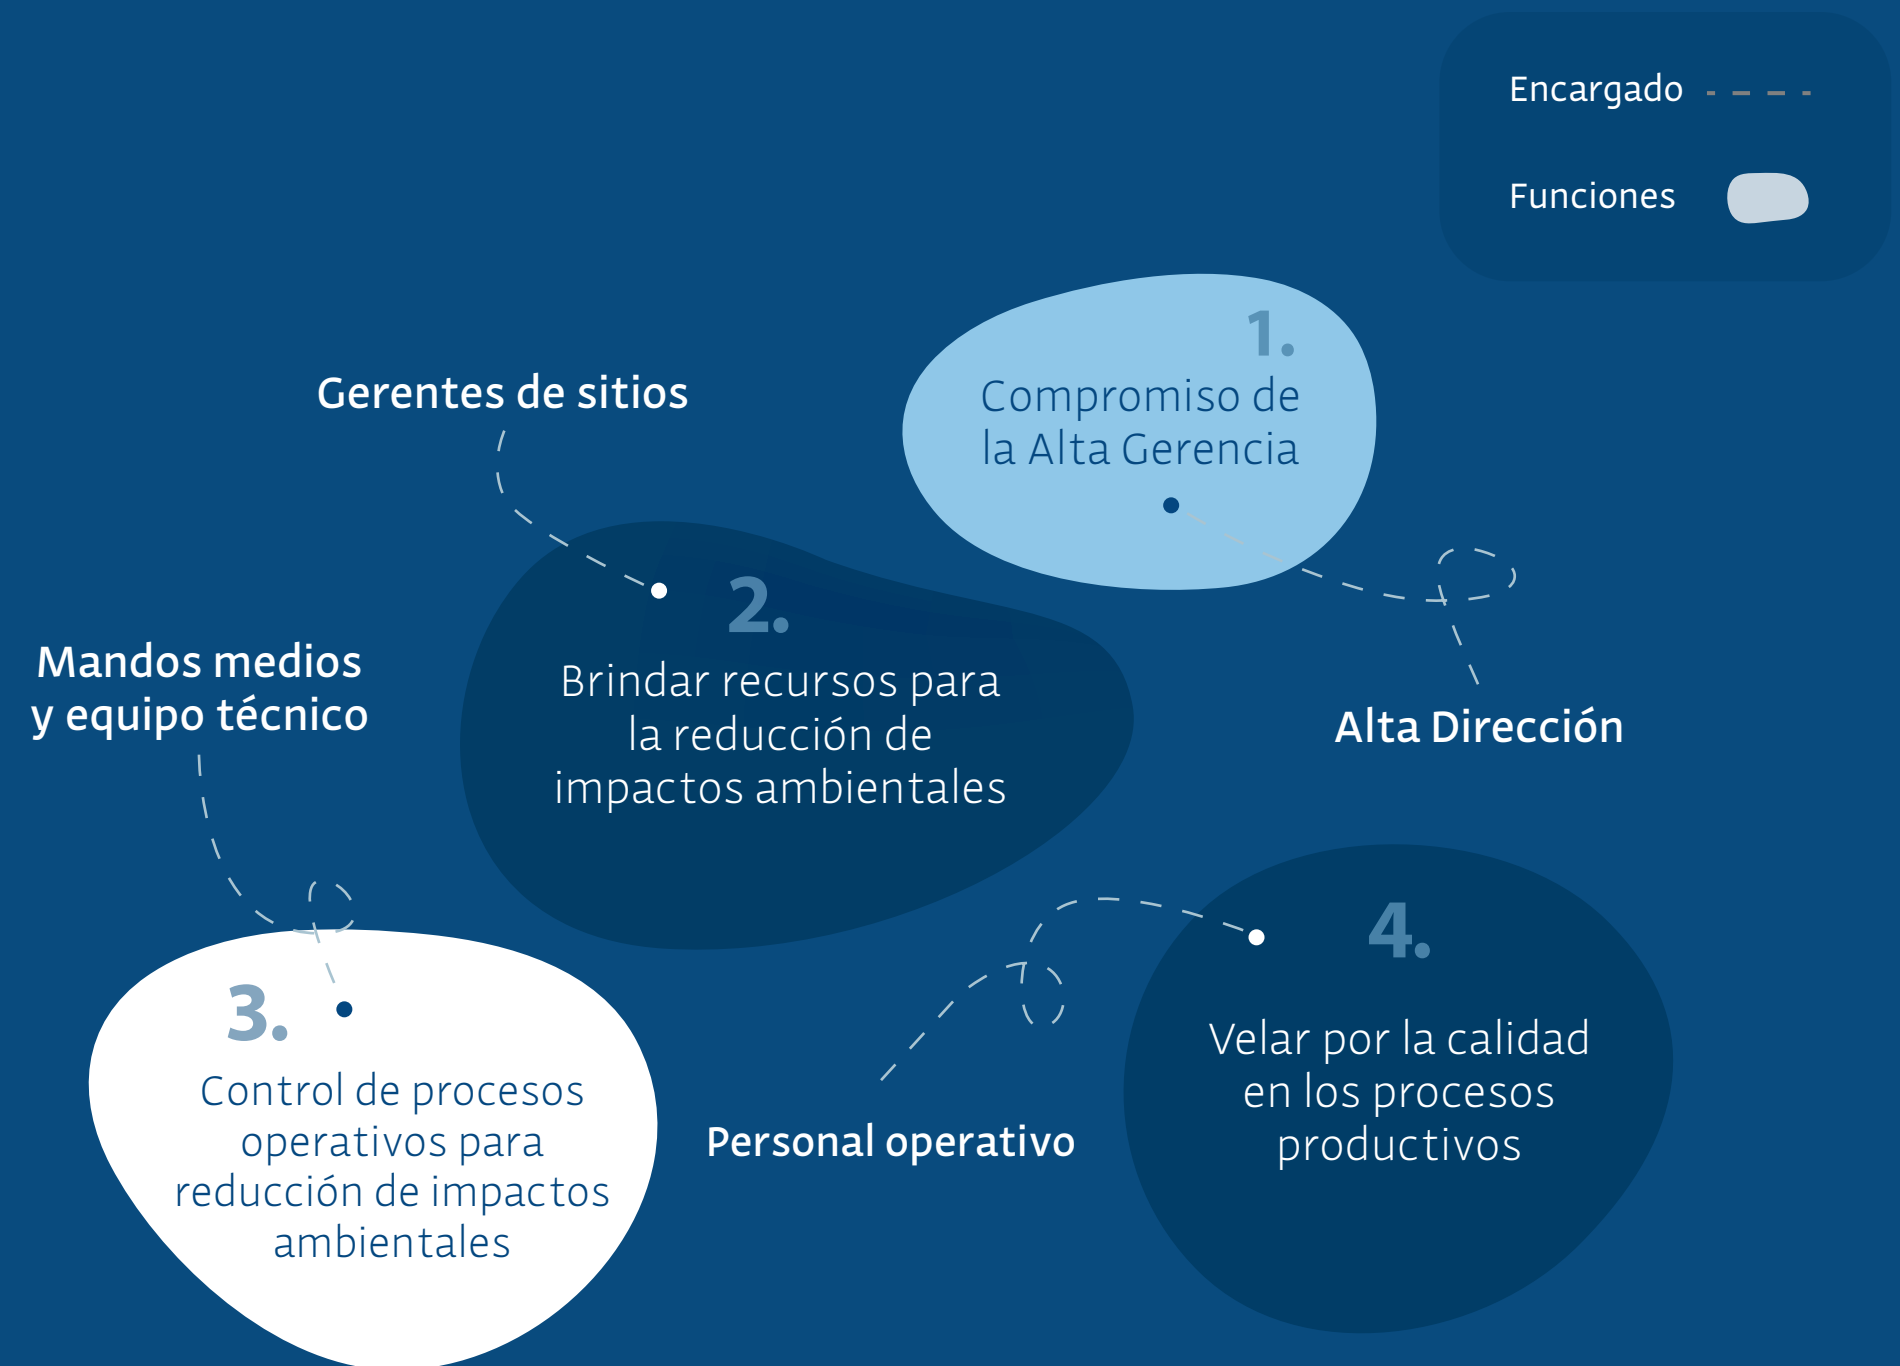 Encargado
Funciones
1.
Compromiso de
la Alta Gerencia
Alta Dirección
Gerentes de sitios
2.
Brindar recursos para
la reducción de
impactos ambientales
Mandos medios
y equipo técnico
3.
Control de procesos
operativos para
reducción de impactos
ambientales
Personal operativo
4.
Velar por la calidad
en los procesos
productivos